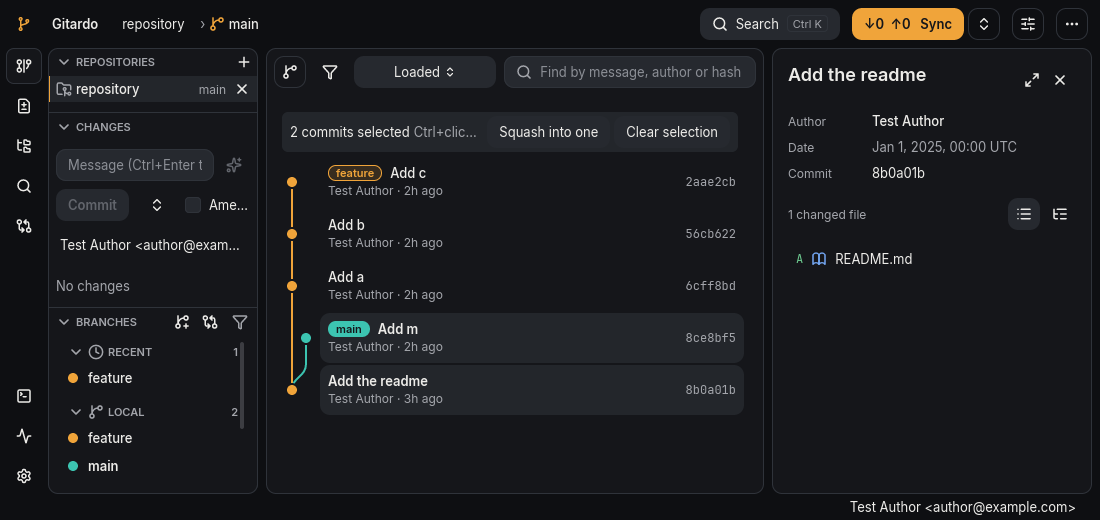 Gitardo repository main Search Ctrl K ↓0 ↑0 Sync
REPOSITORIES
repository main
CHANGES
Message (Ctrl+Enter t
Commit Ame...
Test Author <author@exam...
No changes
BRANCHES
RECENT 1
feature
LOCAL 2
feature
main
Loaded Find by message, author or hash
2 commits selected Ctrl+clic... Squash into one Clear selection
feature Add c
Test Author · 2h ago 2aae2cb
Add b
Test Author · 2h ago 56cb622
Add a
Test Author · 2h ago 6cff8bd
main Add m
Test Author · 2h ago 8ce8bf5
Add the readme
Test Author · 3h ago 8b0a01b
Add the readme
Author Test Author
Date Jan 1, 2025, 00:00 UTC
Commit 8b0a01b
1 changed file
A README.md
Test Author <author@example.com>